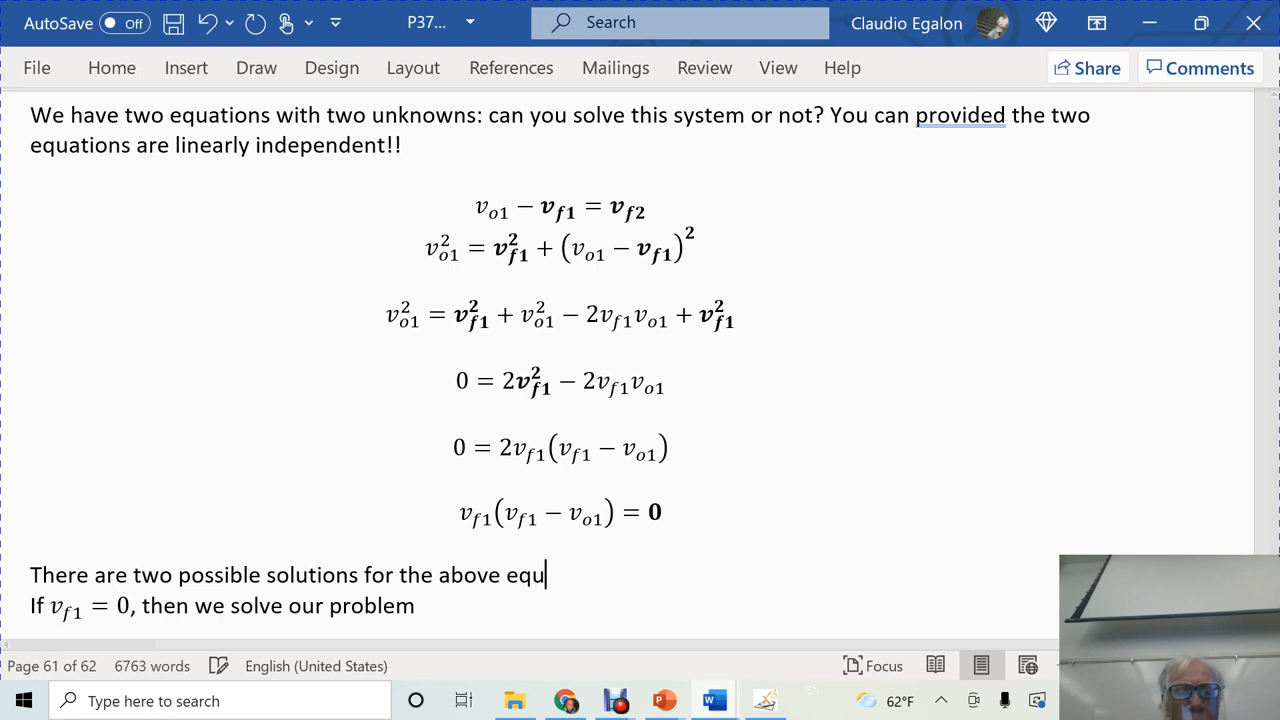 AutoSave Off P37... Search Claudio Egalon
File Home Insert Draw Design Layout References Mailings Review View Help Share Comments
We have two equations with two unknowns: can you solve this system or not? You can provided the two
equations are linearly independent!!
v_{o1} − v_{f1} = v_{f2}
v_{o1}^2 = v_{f1}^2 + (v_{o1} − v_{f1})^2
v_{o1}^2 = v_{f1}^2 + v_{o1}^2 − 2v_{f1}v_{o1} + v_{f1}^2
0 = 2v_{f1}^2 − 2v_{f1}v_{o1}
0 = 2v_{f1}(v_{f1} − v_{o1})
v_{f1}(v_{f1} − v_{o1}) = 0
There are two possible solutions for the above equ
If v_{f1} = 0, then we solve our problem
Page 61 of 62 6763 words English (United States) Focus
Type here to search 62°F